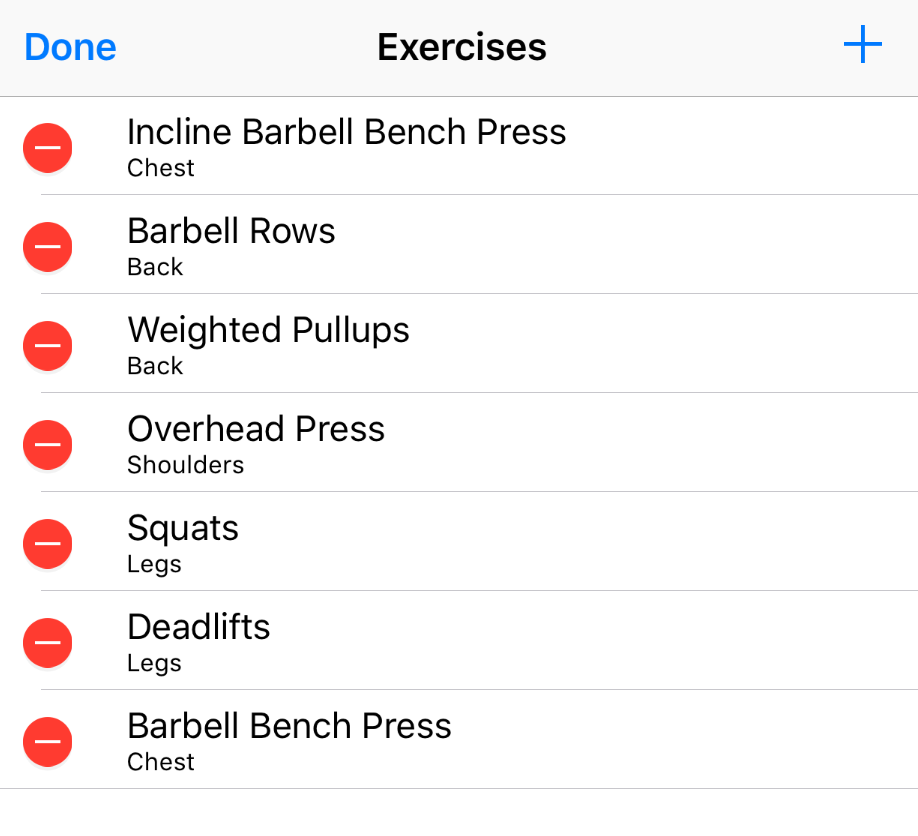 Done
Exercises
Incline Barbell Bench Press
Chest
Barbell Rows
Back
Weighted Pullups
Back
Overhead Press
Shoulders
Squats
Legs
Deadlifts
Legs
Barbell Bench Press
Chest